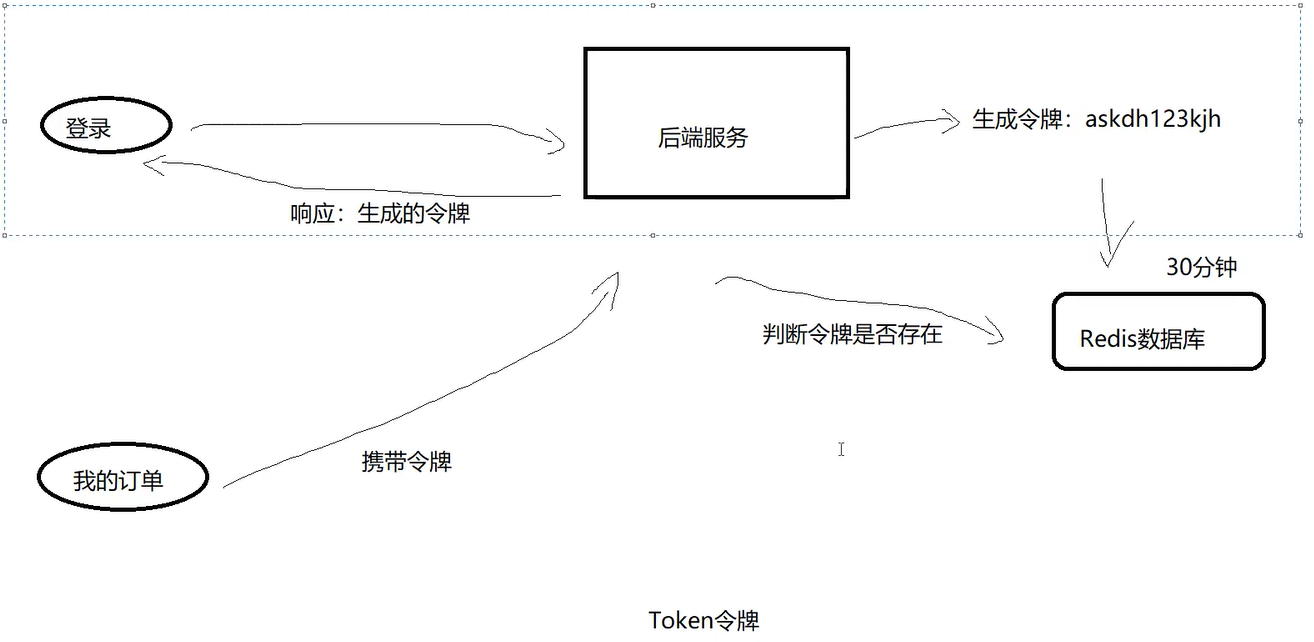 登录
后端服务
生成令牌：askdh123kjh
响应：生成的令牌
30分钟
判断令牌是否存在
Redis数据库
携带令牌
我的订单
Token令牌